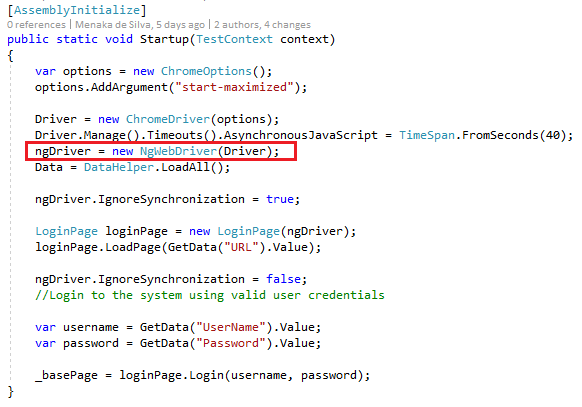 [AssemblyInitialize]
0 references | Menaka de Silva, 5 days ago | 2 authors, 4 changes
public static void Startup(TestContext context)
{
    var options = new ChromeOptions();
    options.AddArgument("start-maximized");

    Driver = new ChromeDriver(options);
    Driver.Manage().Timeouts().AsynchronousJavaScript = TimeSpan.FromSeconds(40);
    ngDriver = new NgWebDriver(Driver);
    Data = DataHelper.LoadAll();

    ngDriver.IgnoreSynchronization = true;

    LoginPage loginPage = new LoginPage(ngDriver);
    loginPage.LoadPage(GetData("URL").Value);

    ngDriver.IgnoreSynchronization = false;
    //Login to the system using valid user credentials

    var username = GetData("UserName").Value;
    var password = GetData("Password").Value;

    _basePage = loginPage.Login(username, password);
}